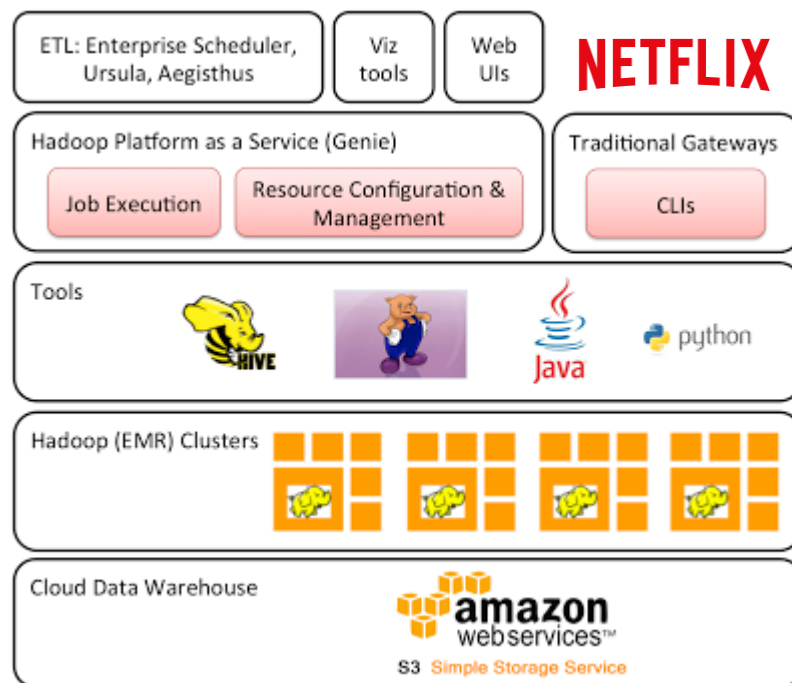 ETL: Enterprise Scheduler,
Ursula, Aegisthus
Viz
tools
Web
UIs
NETFLIX
Hadoop Platform as a Service (Genie)
Job Execution
Resource Configuration &
Management
Traditional Gateways
CLIs
Tools
HIVE
Java
python
Hadoop (EMR) Clusters
Cloud Data Warehouse
amazon
webservices™
S3 Simple Storage Service